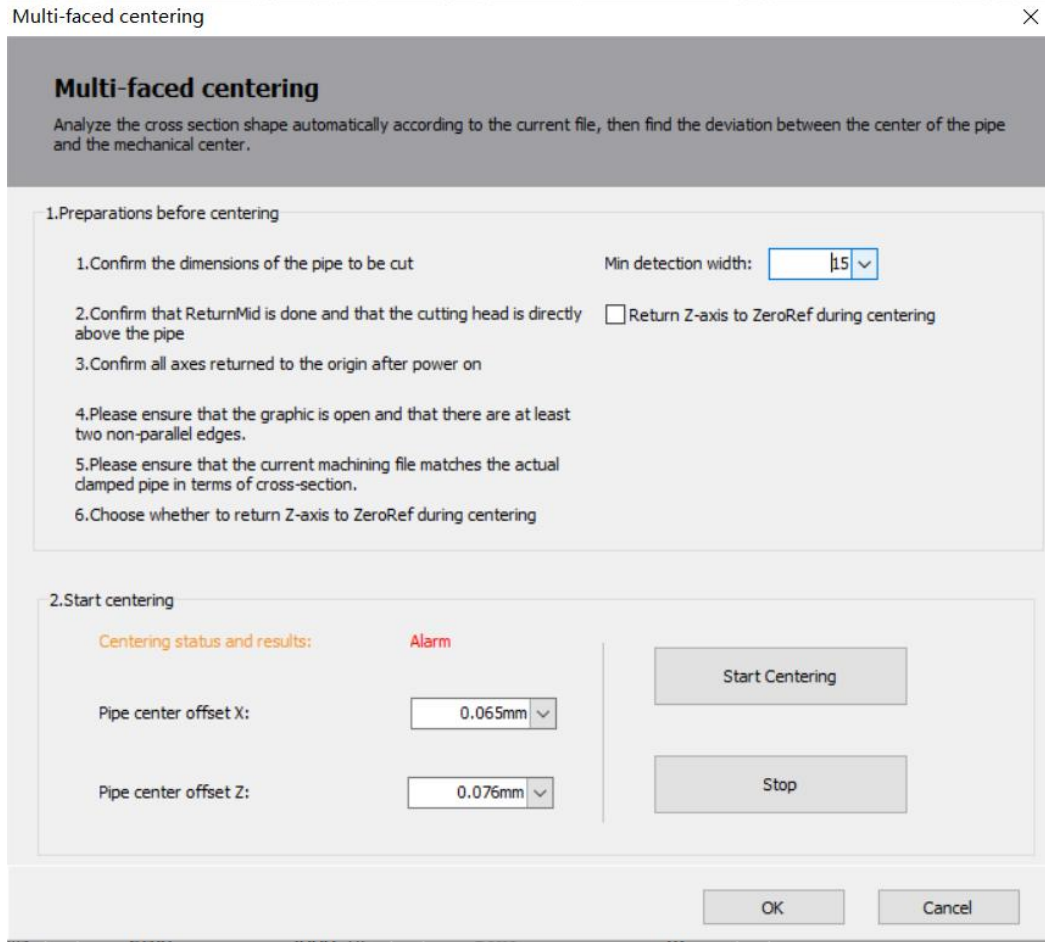 Multi-faced centering
Multi-faced centering
Analyze the cross section shape automatically according to the current file, then find the deviation between the center of the pipe
and the mechanical center.
1.Preparations before centering
1.Confirm the dimensions of the pipe to be cut
Min detection width: 15
2.Confirm that ReturnMid is done and that the cutting head is directly
above the pipe
Return Z-axis to ZeroRef during centering
3.Confirm all axes returned to the origin after power on
4.Please ensure that the graphic is open and that there are at least
two non-parallel edges.
5.Please ensure that the current machining file matches the actual
clamped pipe in terms of cross-section.
6.Choose whether to return Z-axis to ZeroRef during centering
2.Start centering
Centering status and results: Alarm
Start Centering
Pipe center offset X: 0.065mm
Pipe center offset Z: 0.076mm
Stop
OK
Cancel